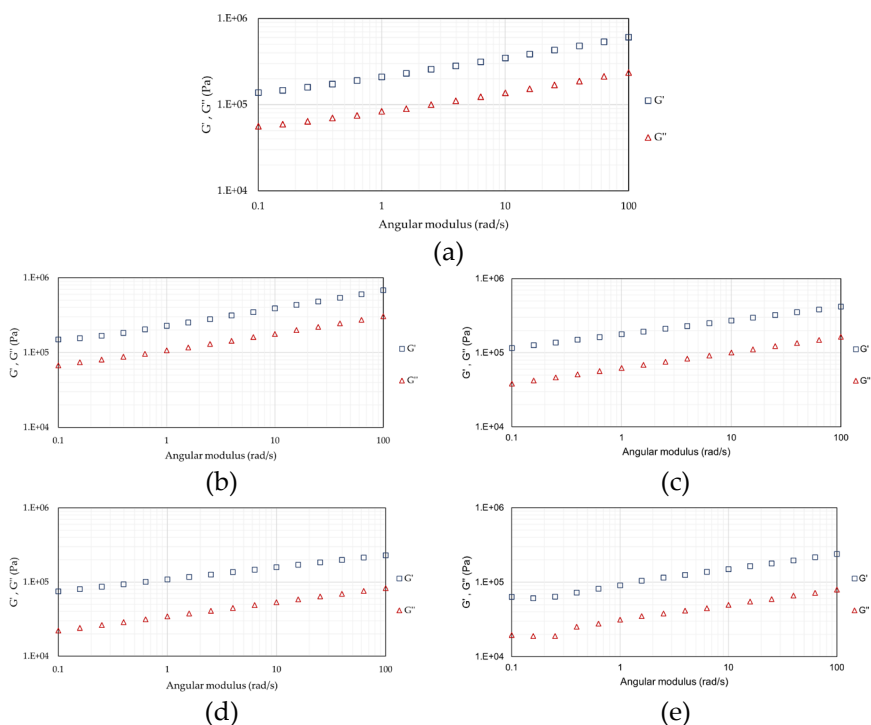 1.E+06
1.E+05
1.E+04
G' , G'' (Pa)
0.1 1 10 100
Angular modulus (rad/s)
G'
G''
(a)
1.E+06
1.E+05
1.E+04
G' , G'' (Pa)
0.1 1 10 100
Angular modulus (rad/s)
G'
G''
(b)
1.E+06
1.E+05
1.E+04
G' , G'' (Pa)
0.1 1 10 100
Angular modulus (rad/s)
G'
G''
(c)
1.E+06
1.E+05
1.E+04
G' , G'' (Pa)
0.1 1 10 100
Angular modulus (rad/s)
G'
G''
(d)
1.E+06
1.E+05
1.E+04
G' , G'' (Pa)
0.1 1 10 100
Angular modulus (rad/s)
G'
G''
(e)